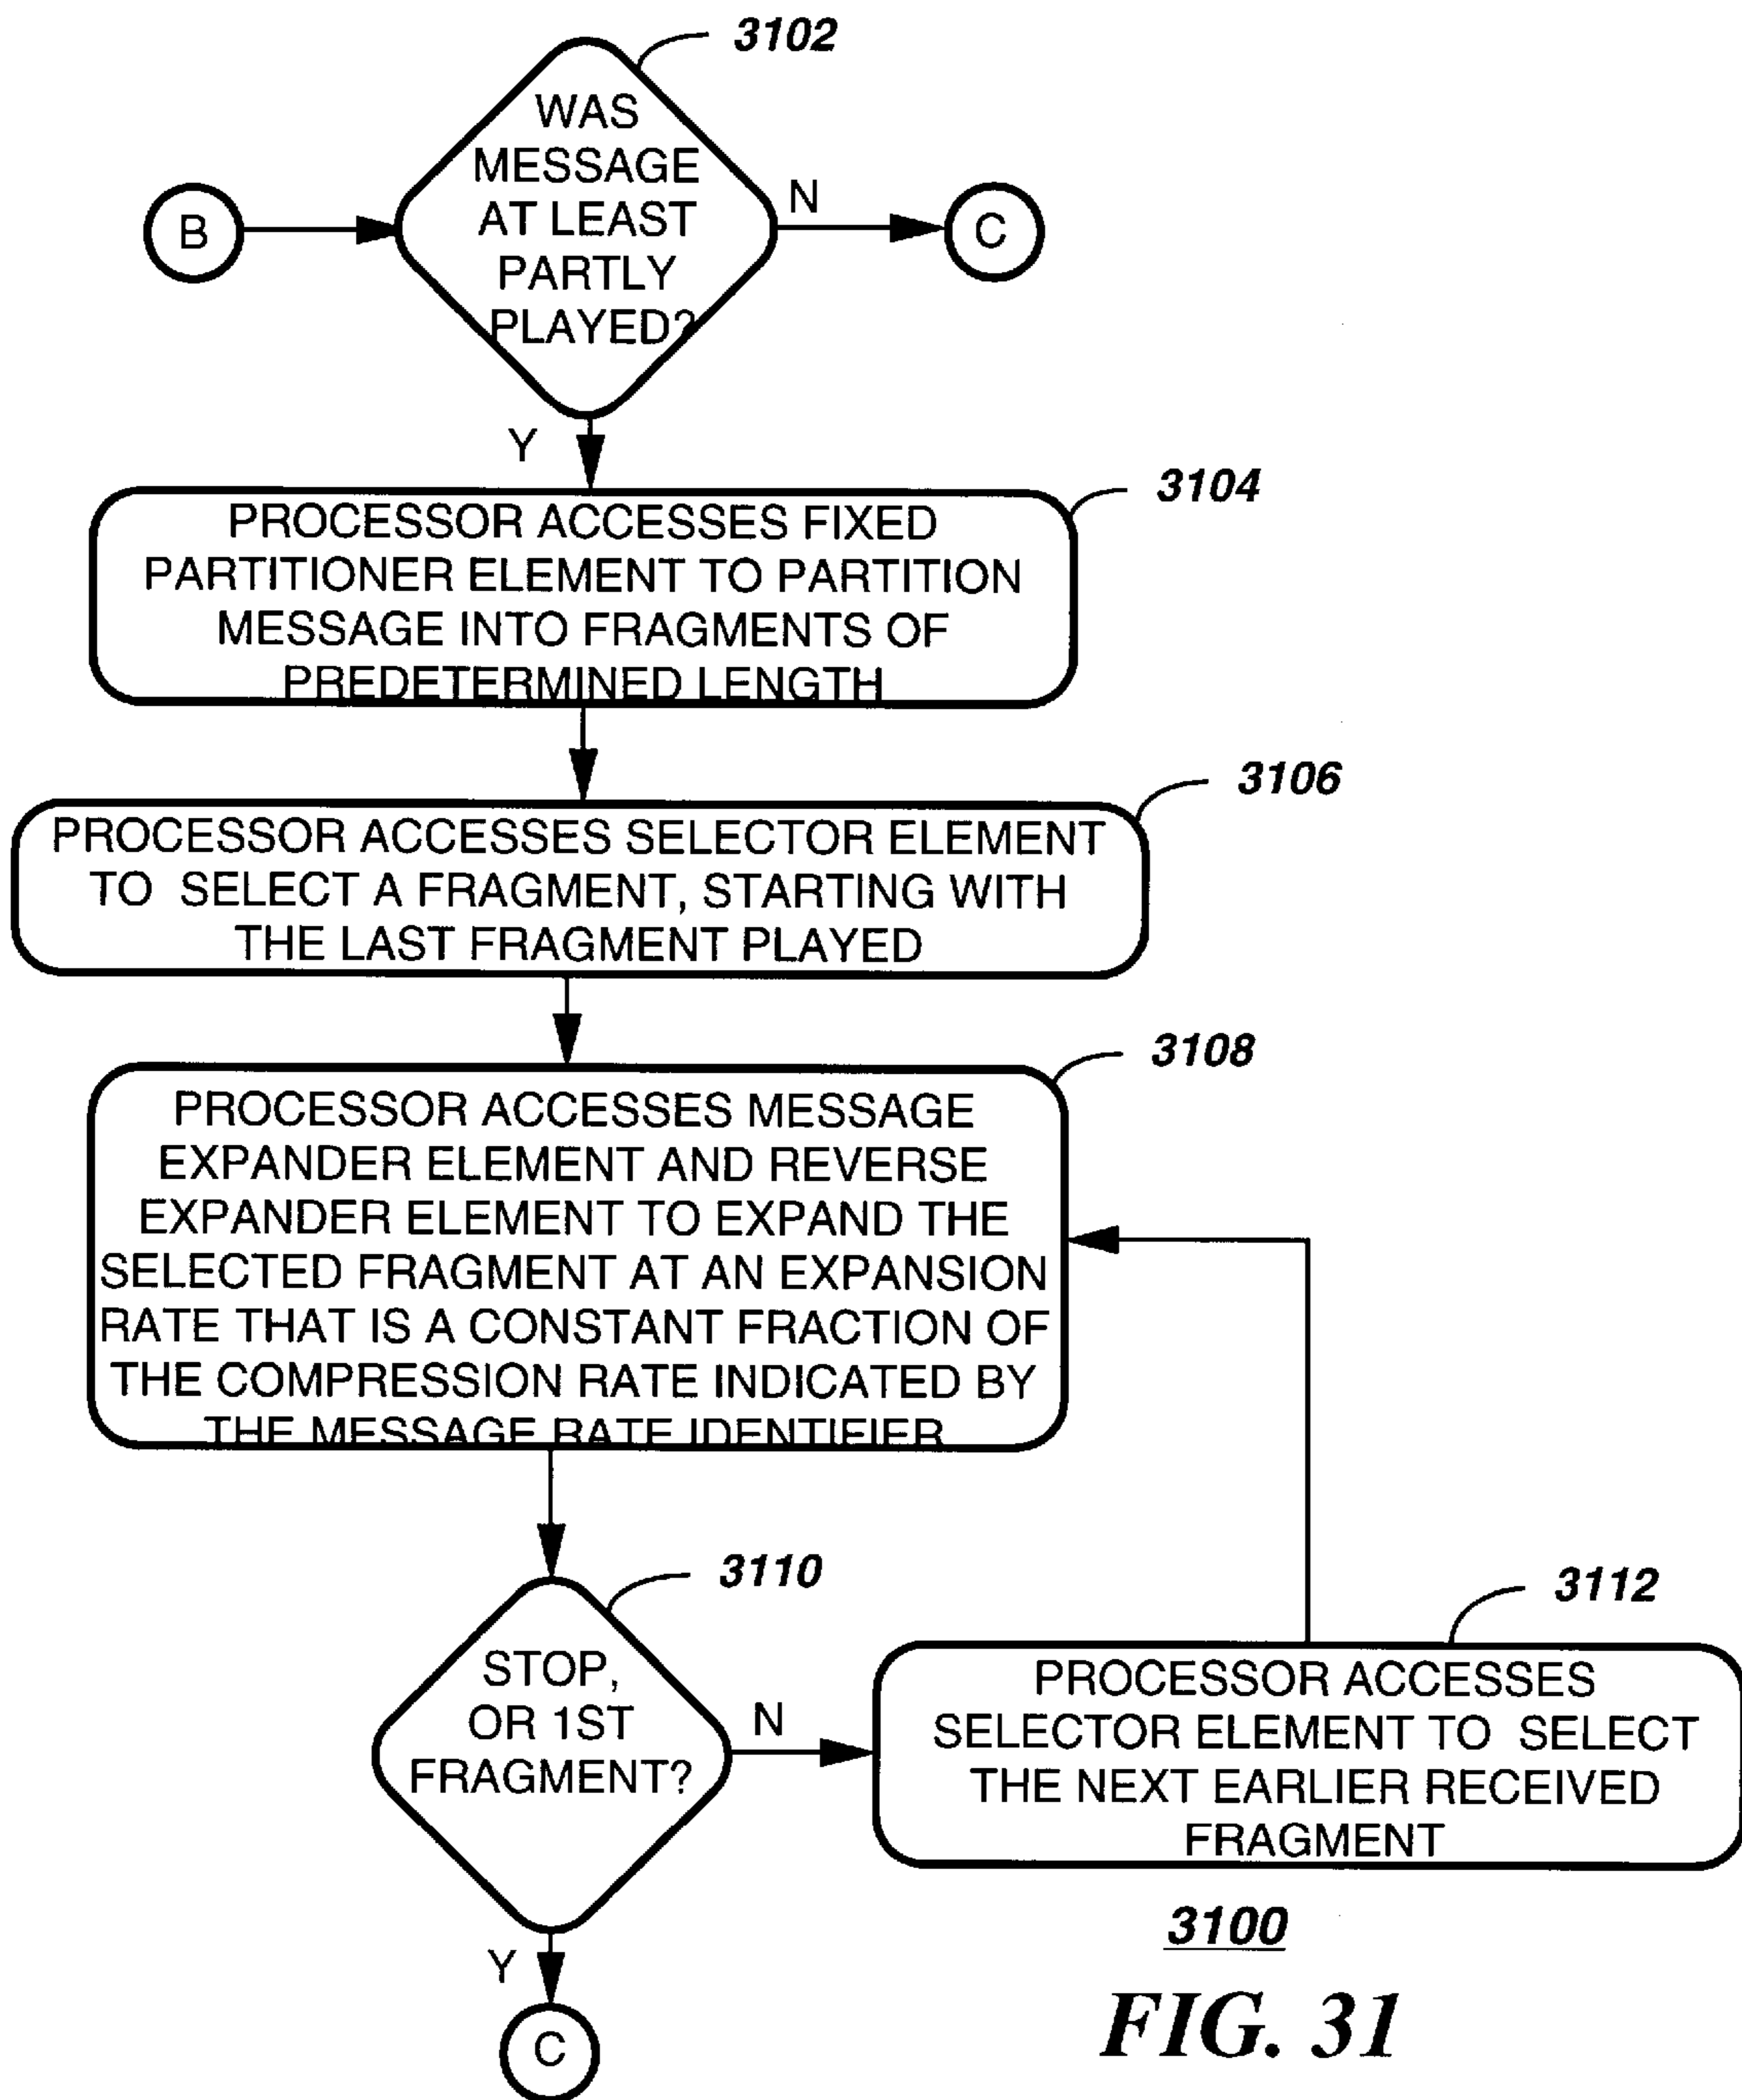 3102
WAS
MESSAGE
AT LEAST
PARTLY
PLAYED?
B
N
C
Y
3104
PROCESSOR ACCESSES FIXED
PARTITIONER ELEMENT TO PARTITION
MESSAGE INTO FRAGMENTS OF
PREDETERMINED LENGTH
3106
PROCESSOR ACCESSES SELECTOR ELEMENT
TO SELECT A FRAGMENT, STARTING WITH
THE LAST FRAGMENT PLAYED
3108
PROCESSOR ACCESSES MESSAGE
EXPANDER ELEMENT AND REVERSE
EXPANDER ELEMENT TO EXPAND THE
SELECTED FRAGMENT AT AN EXPANSION
RATE THAT IS A CONSTANT FRACTION OF
THE COMPRESSION RATE INDICATED BY
THE MESSAGE RATE IDENTIFIER
3110
STOP,
OR 1ST
FRAGMENT?
N
3112
PROCESSOR ACCESSES
SELECTOR ELEMENT TO SELECT
THE NEXT EARLIER RECEIVED
FRAGMENT
Y
C
3100
FIG. 31